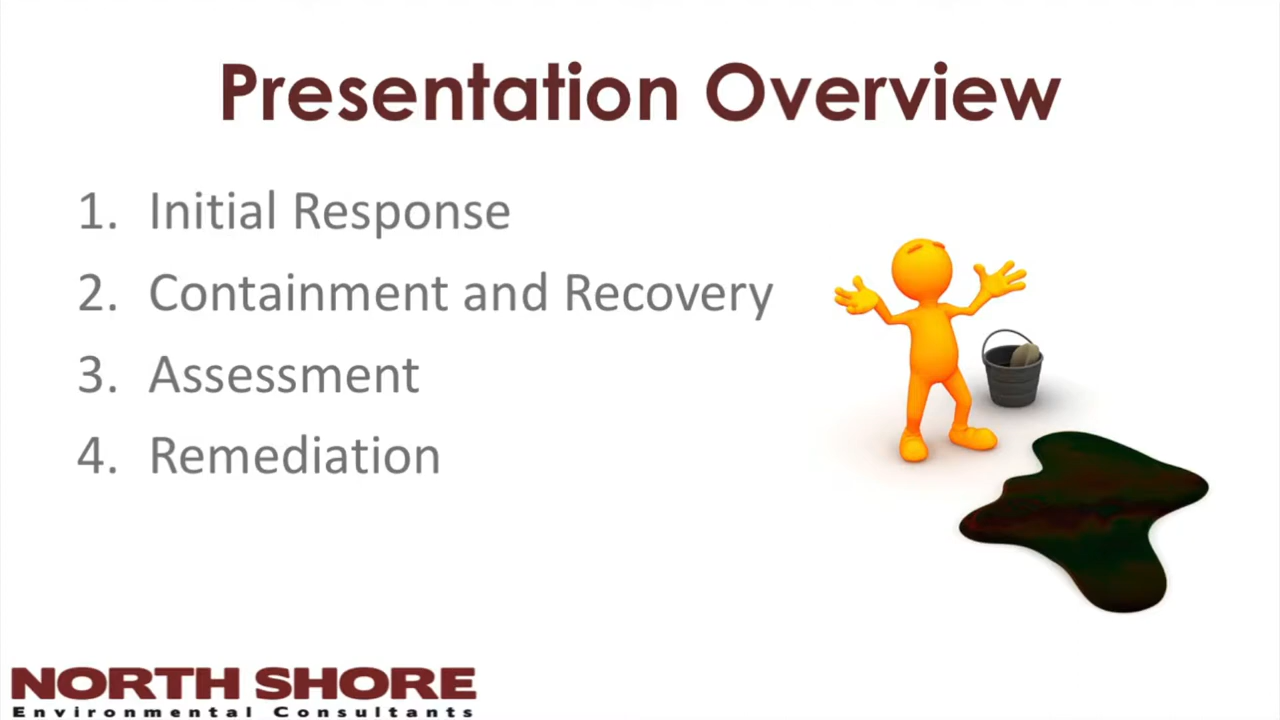 Presentation Overview
1. Initial Response
2. Containment and Recovery
3. Assessment
4. Remediation
NORTH SHORE
Environmental Consultants